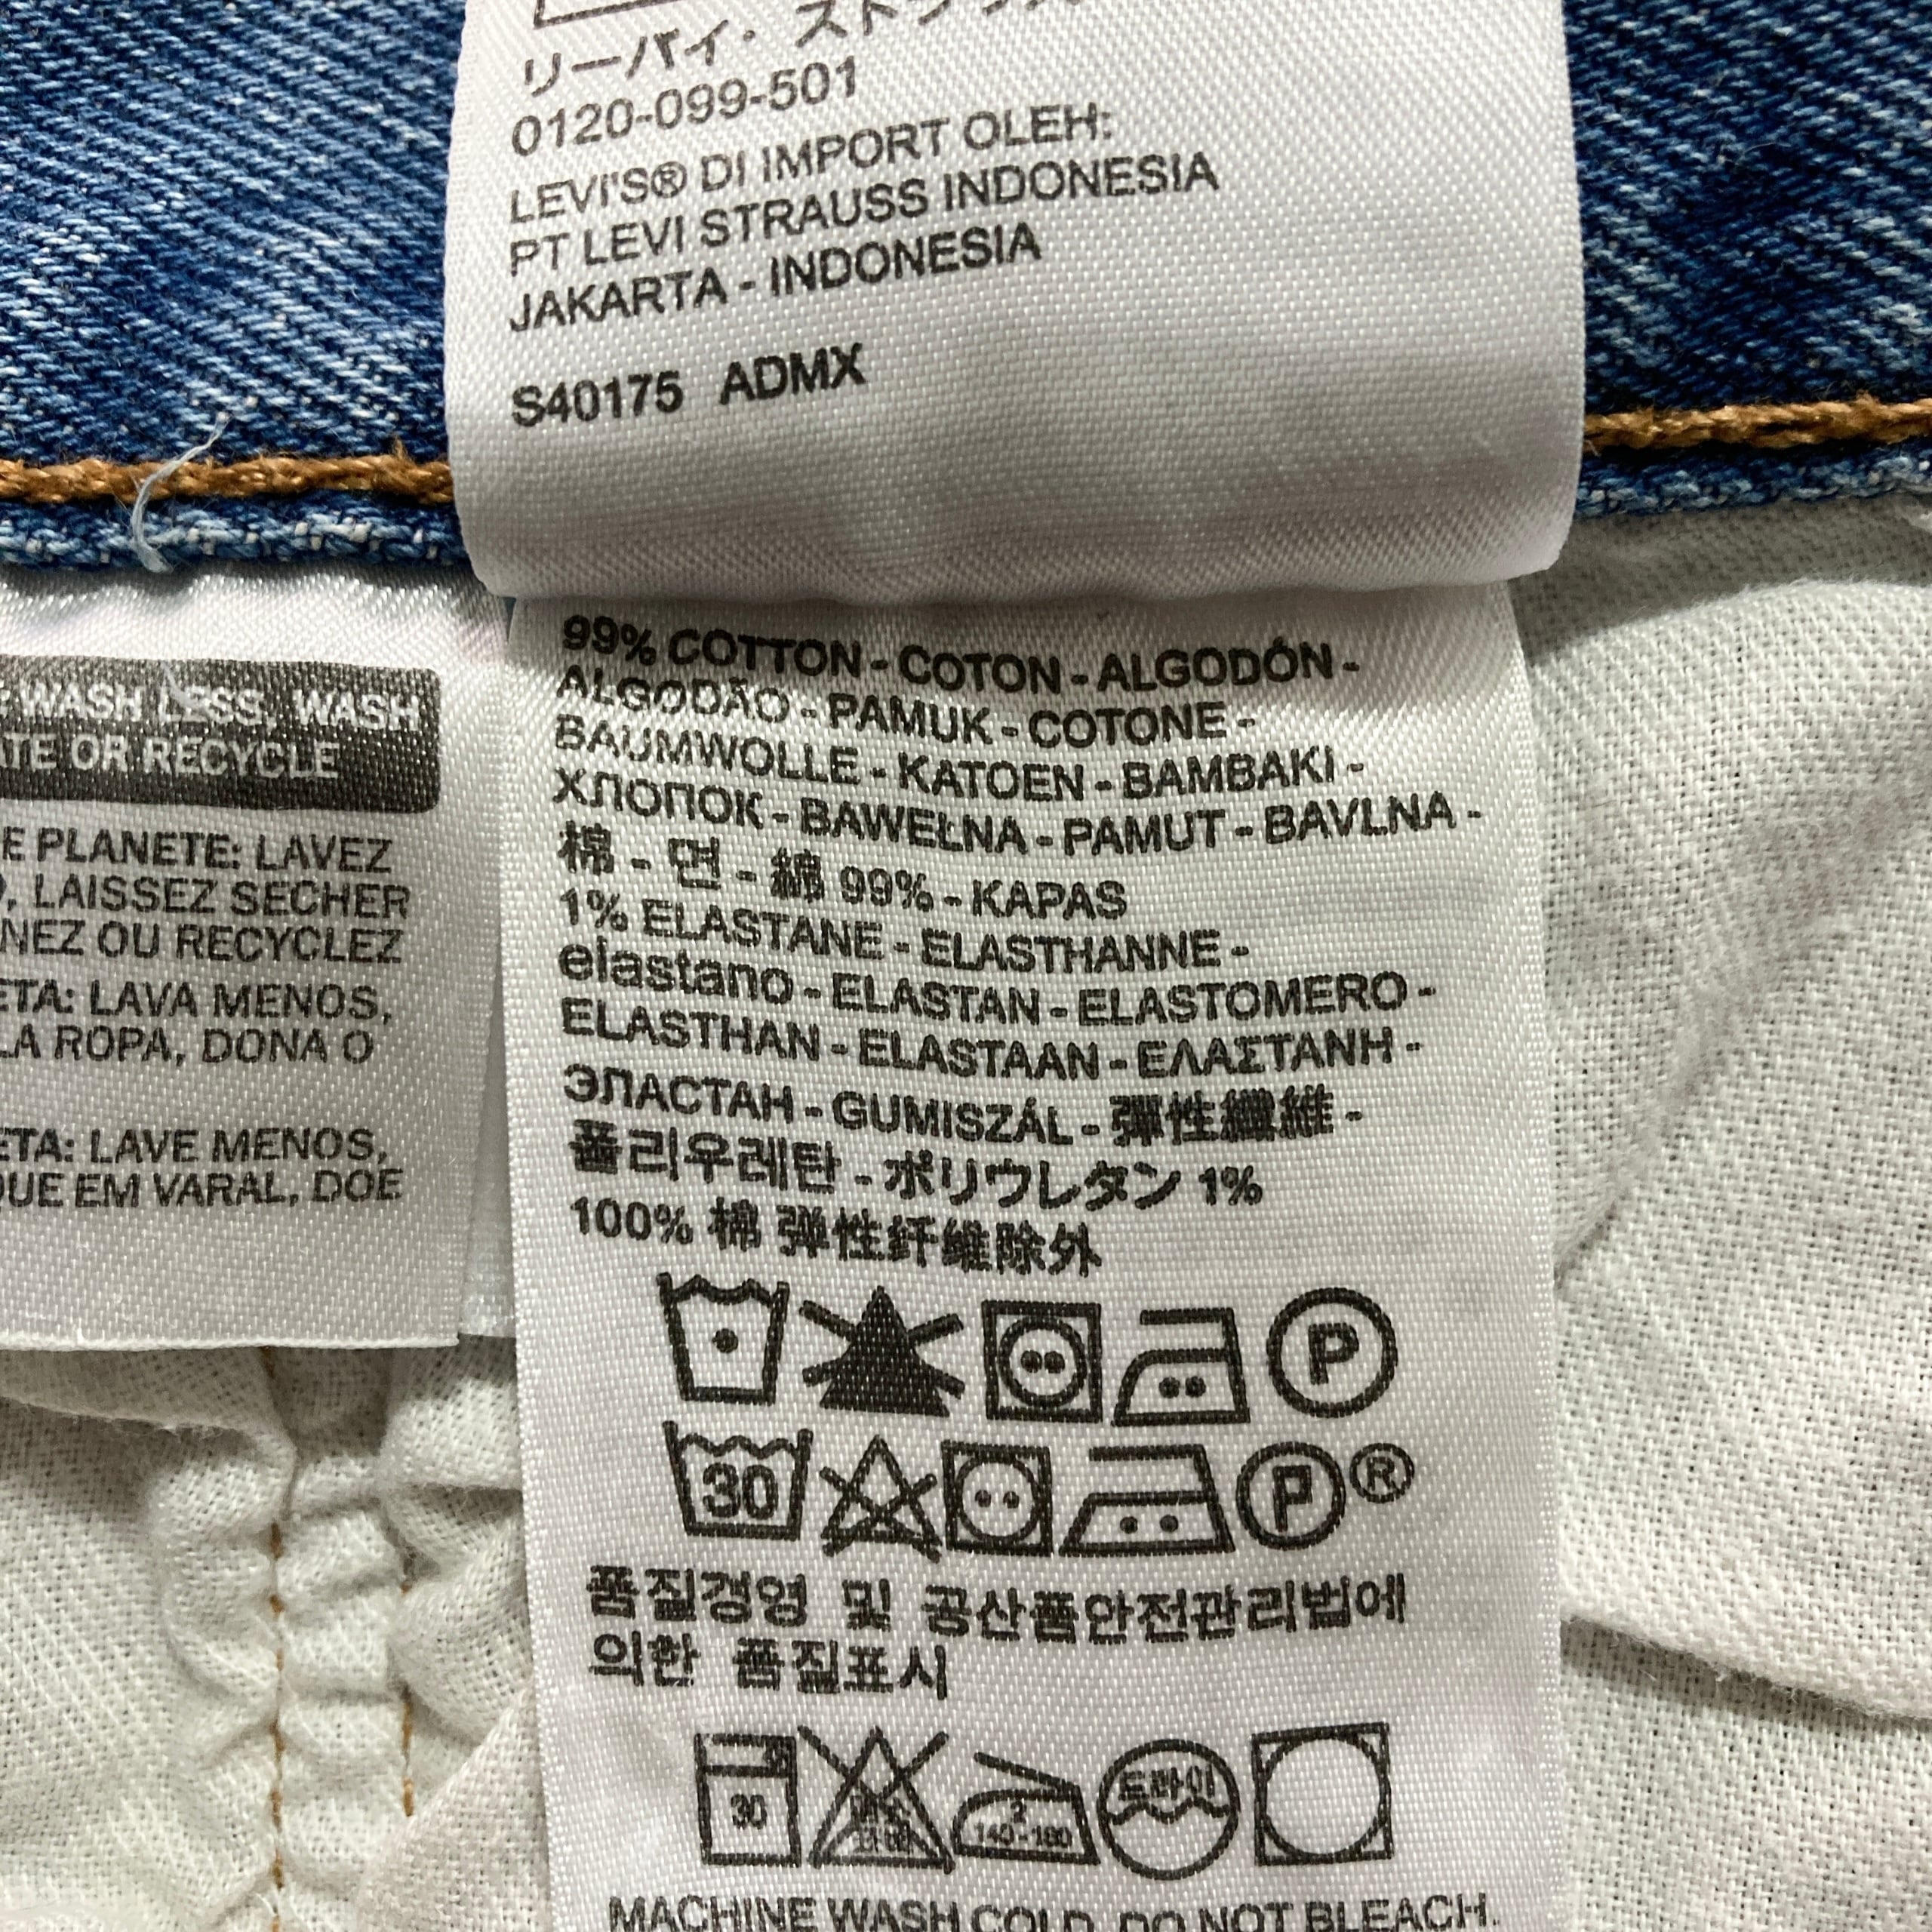 リーバイ・ストラウス
0120-099-501
LEVI'S® DI IMPORT OLEH:
PT LEVI STRAUSS INDONESIA
JAKARTA - INDONESIA
S40175 ADMX
WASH LESS, WASH
ATE OR RECYCLE
E PLANETE: LAVEZ
, LAISSEZ SECHER
NEZ OU RECYCLEZ
ETA: LAVA MENOS,
LA ROPA, DONA O
ETA: LAVE MENOS,
QUE EM VARAL, DOE
99% COTTON - COTON - ALGODÓN -
ALGODÃO - PAMUK - COTONE -
BAUMWOLLE - KATOEN - BAMBAKI -
ХЛОПОК - BAWEŁNA - PAMUT - BAVLNA -
棉 - 면 - 綿 99% - KAPAS
1% ELASTANE - ELASTHANNE -
elastano - ELASTAN - ELASTOMERO -
ELASTHAN - ELASTAAN - ΕΛΑΣΤΑΝΗ -
ЭЛАСТАН - GUMISZÁL - 彈性纖維 -
폴리우레탄 - ポリウレタン 1%
100% 棉 弹性纤维除外
P
30 P ®
품질경영 및 공산품안전관리법에
의한 품질표시
30 2 140-180 드라이
MACHINE WASH COLD. DO NOT BLEACH.